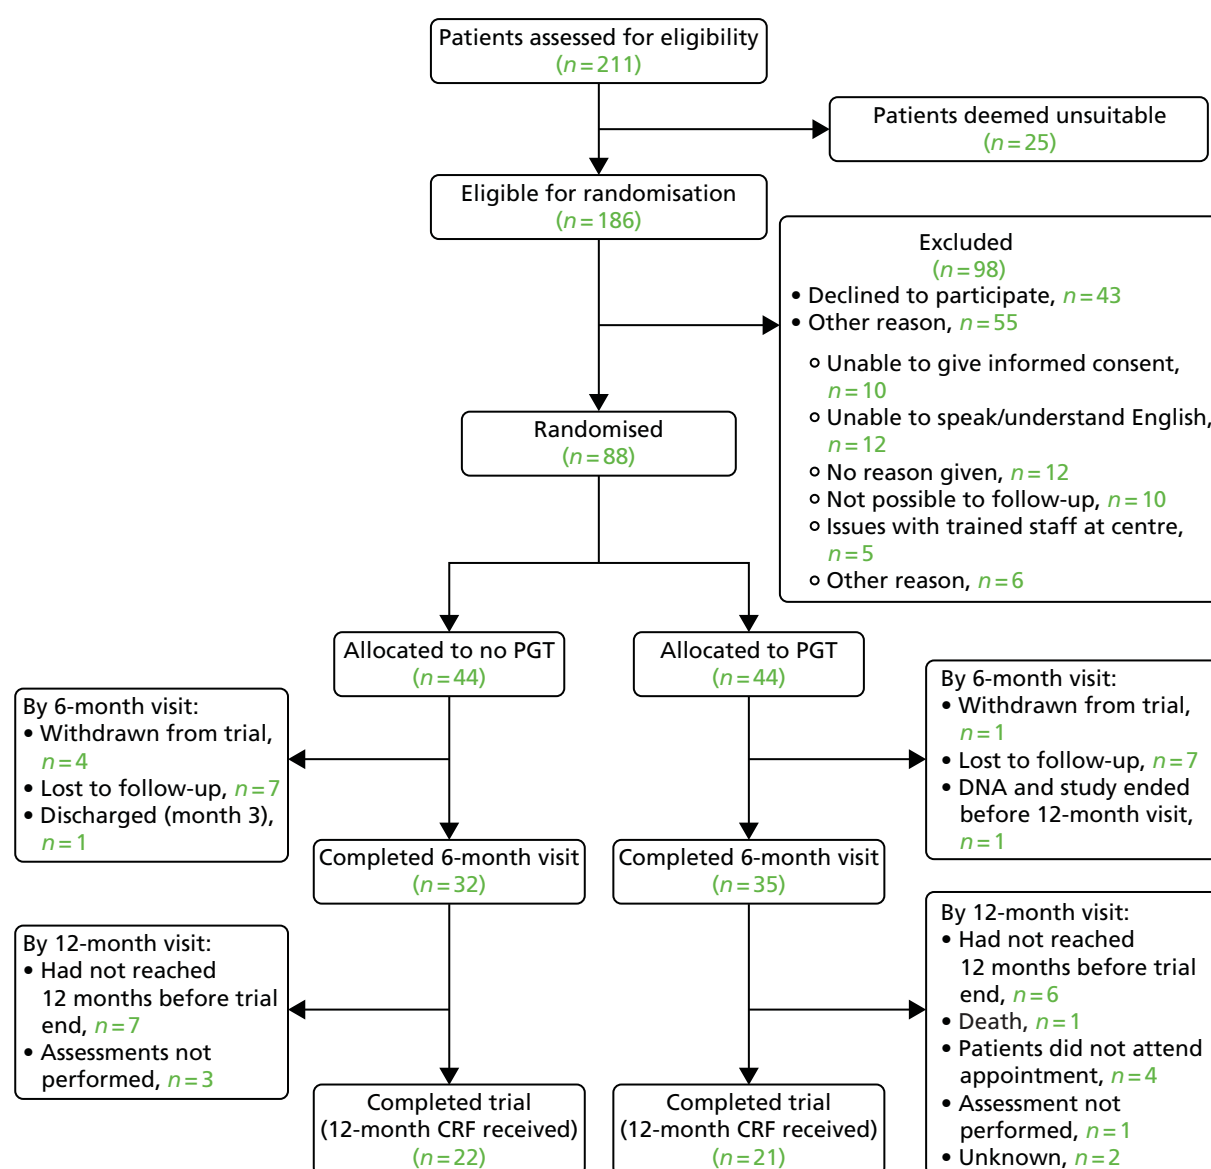 Patients assessed for eligibility
(n=211)
Patients deemed unsuitable
(n=25)
Eligible for randomisation
(n=186)
Excluded
(n=98)
• Declined to participate, n=43
• Other reason, n=55
Unable to give informed consent,
n=10
Unable to speak/understand English,
n=12
No reason given, n=12
Not possible to follow-up, n=10
Issues with trained staff at centre,
n=5
Other reason, n=6
Randomised
(n=88)
Allocated to no PGT
(n=44)
Allocated to PGT
(n=44)
By 6-month visit:
• Withdrawn from trial,
n=4
• Lost to follow-up, n=7
• Discharged (month 3),
n=1
By 6-month visit:
• Withdrawn from trial,
n=1
• Lost to follow-up, n=7
• DNA and study ended
before 12-month visit,
n=1
Completed 6-month visit
(n=32)
Completed 6-month visit
(n=35)
By 12-month visit:
• Had not reached
12 months before trial
end, n=7
• Assessments not
performed, n=3
By 12-month visit:
• Had not reached
12 months before trial
end, n=6
• Death, n=1
• Patients did not attend
appointment, n=4
• Assessment not
performed, n=1
• Unknown, n=2
Completed trial
(12-month CRF received)
(n=22)
Completed trial
(12-month CRF received)
(n=21)